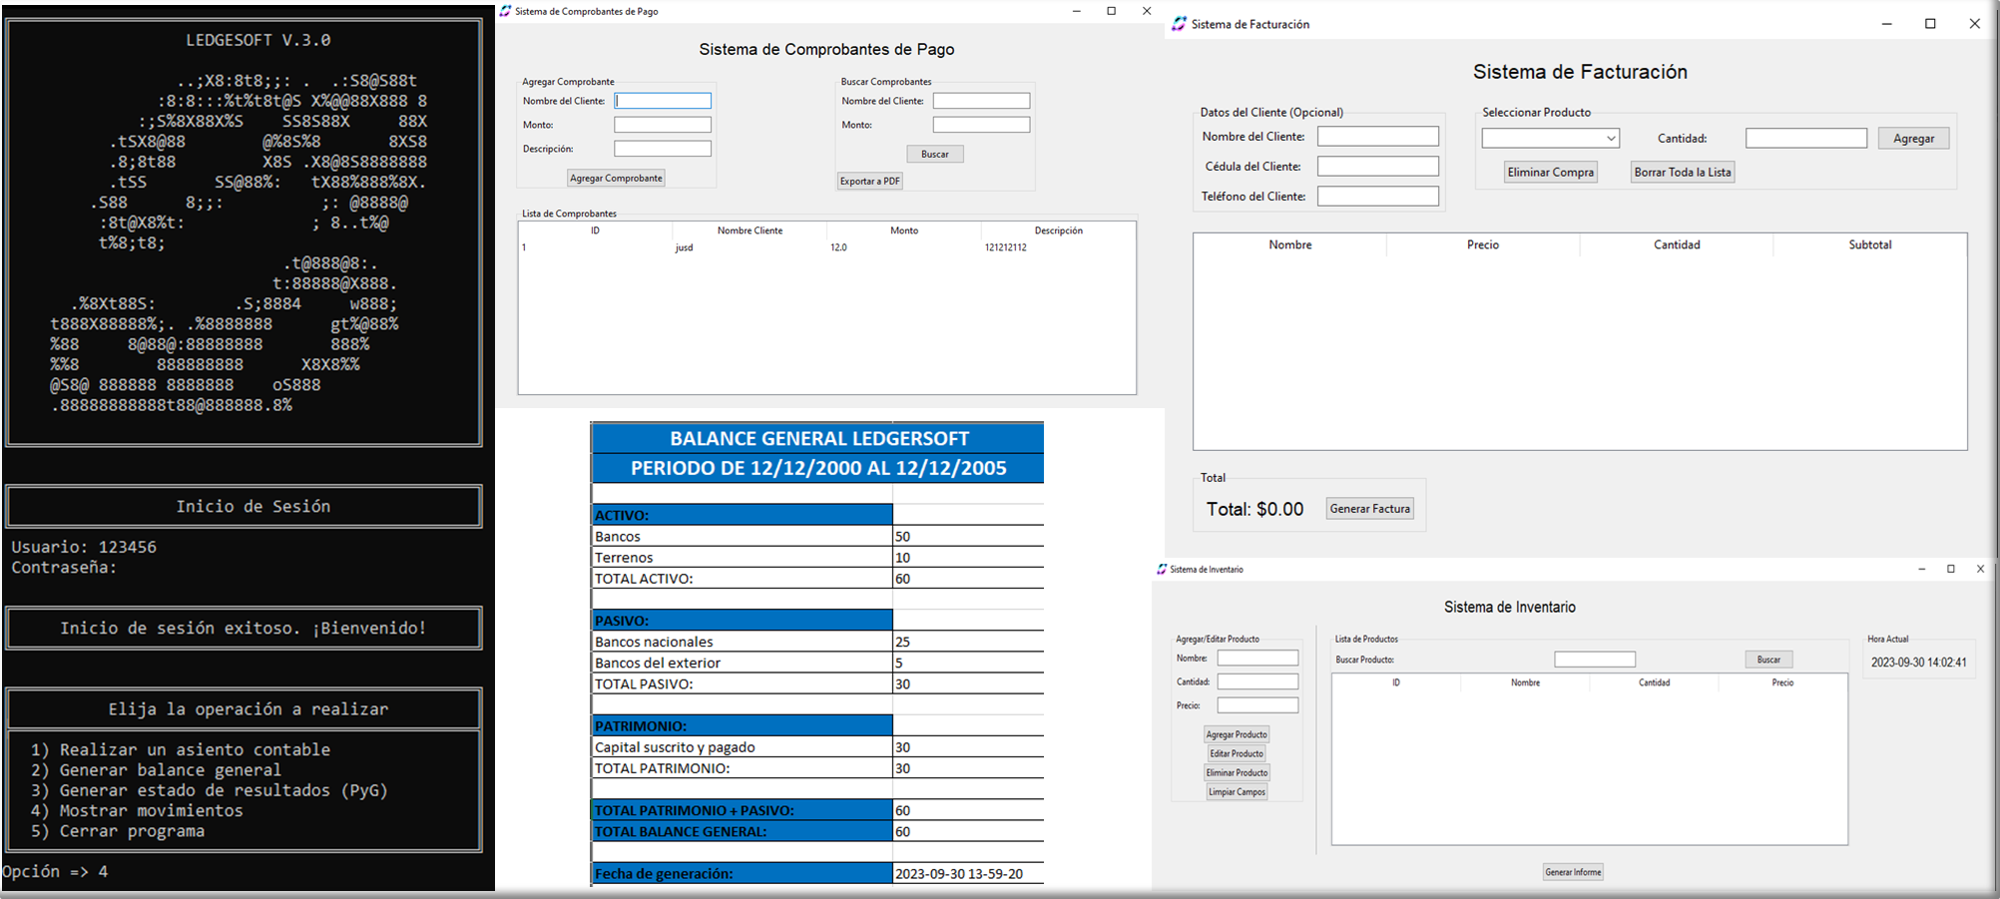 LEDGESOFT V.3.0
..;X8:8t8;;: .  .:S8@S88t
:8:8:::%t%t8t@S X%@@88X888 8
:;S%8X88X%S    SS8S88X     88X
.tSX8@88        @%8S%8       8XS8
.8;8t88         X8S .X8@8S8888888
.tSS       SS@88%:   tX88%888%8X.
.S88      8;;:          ;: @8888@
:8t@X8%t:             ; 8..t%@
t%8;t8;
.t@888@8:.
t:88888@X888.
.%8Xt88S:        .S;8884     w888;
t888X88888%;. .%8888888      gt%@88%
%88     8@88@:88888888       888%
%%8        888888888      X8X8%%
@S8@ 888888 8888888    oS888
.88888888888t88@888888.8%
Inicio de Sesión
Usuario: 123456
Contraseña:
Inicio de sesión exitoso. ¡Bienvenido!
Elija la operación a realizar
1) Realizar un asiento contable
2) Generar balance general
3) Generar estado de resultados (PyG)
4) Mostrar movimientos
5) Cerrar programa
Opción => 4
Sistema de Comprobantes de Pago
Sistema de Comprobantes de Pago
Agregar Comprobante
Nombre del Cliente:
Monto:
Descripción:
Agregar Comprobante
Buscar Comprobantes
Nombre del Cliente:
Monto:
Buscar
Exportar a PDF
Lista de Comprobantes
ID Nombre Cliente Monto Descripción
1 jusd 12.0 121212112
BALANCE GENERAL LEDGERSOFT
PERIODO DE 12/12/2000 AL 12/12/2005
ACTIVO:
Bancos 50
Terrenos 10
TOTAL ACTIVO: 60
PASIVO:
Bancos nacionales 25
Bancos del exterior 5
TOTAL PASIVO: 30
PATRIMONIO:
Capital suscrito y pagado 30
TOTAL PATRIMONIO: 30
TOTAL PATRIMONIO + PASIVO: 60
TOTAL BALANCE GENERAL: 60
Fecha de generación: 2023-09-30 13-59-20
Sistema de Facturación
Sistema de Facturación
Datos del Cliente (Opcional)
Nombre del Cliente:
Cédula del Cliente:
Teléfono del Cliente:
Seleccionar Producto
Cantidad: Agregar
Eliminar Compra Borrar Toda la Lista
Nombre Precio Cantidad Subtotal
Total
Total: $0.00 Generar Factura
Sistema de Inventario
Sistema de Inventario
Agregar/Editar Producto
Nombre:
Cantidad:
Precio:
Agregar Producto
Editar Producto
Eliminar Producto
Limpiar Campos
Lista de Productos
Buscar Producto: Buscar
ID Nombre Cantidad Precio
Hora Actual
2023-09-30 14:02:41
Generar Informe